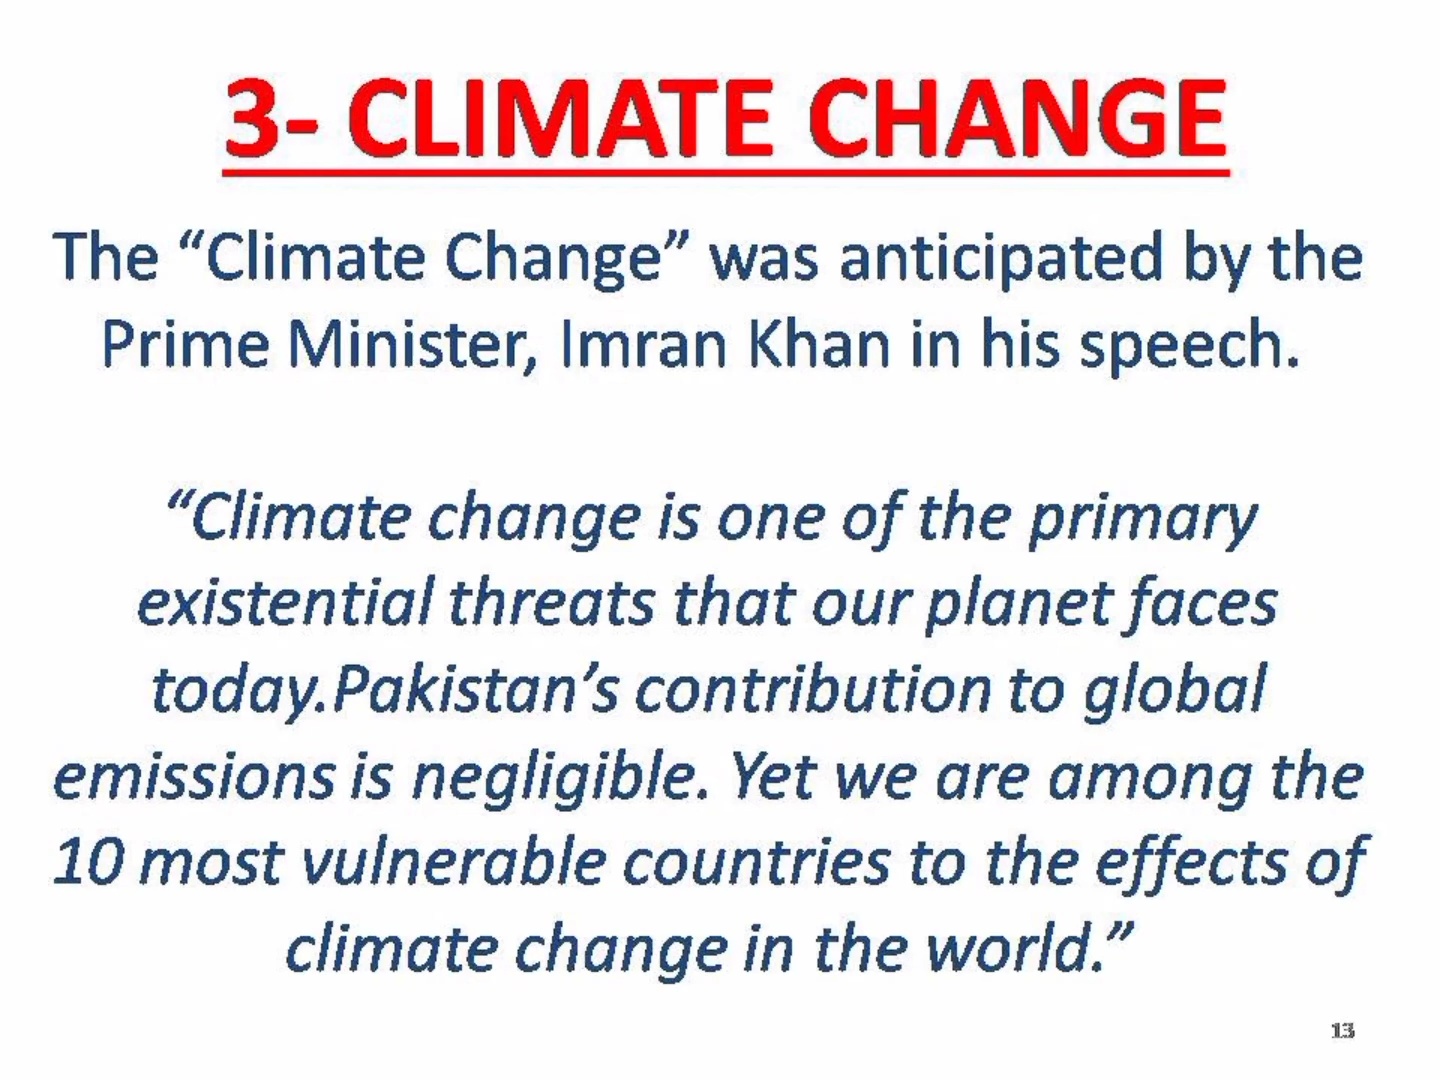 3- CLIMATE CHANGE
The “Climate Change” was anticipated by the
Prime Minister, Imran Khan in his speech.
“Climate change is one of the primary
existential threats that our planet faces
today.Pakistan’s contribution to global
emissions is negligible. Yet we are among the
10 most vulnerable countries to the effects of
climate change in the world.”
13